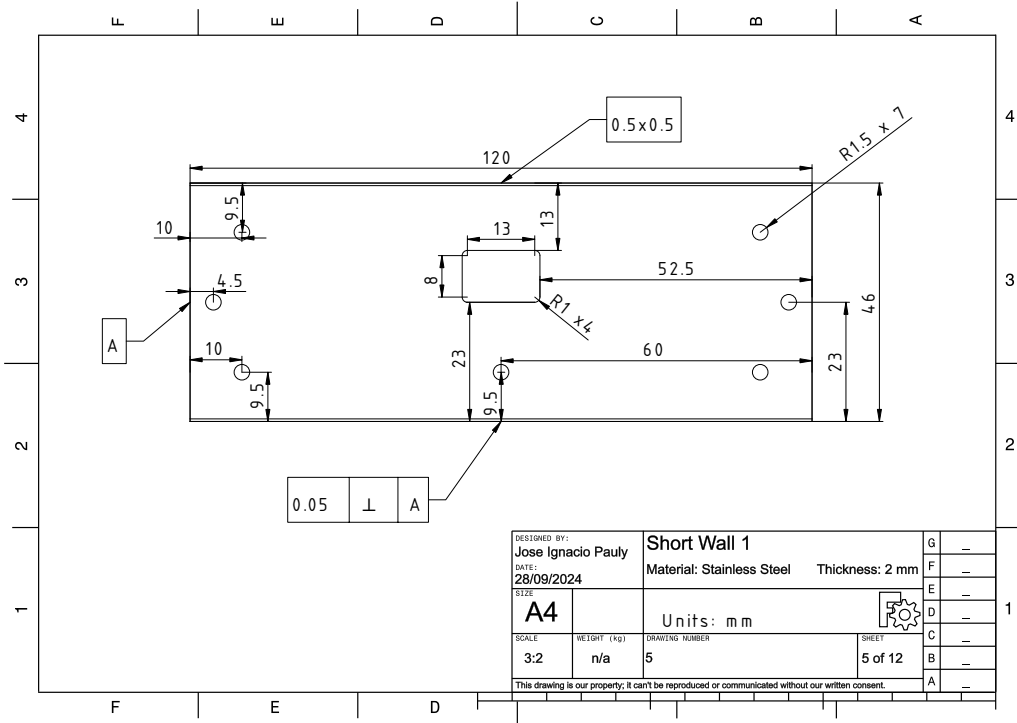 F E D C B A
4 4
0.5x0.5
R1.5 x 7
120
9.5
10
13
13
3 3
52.5
8
4.5
R1 x4
46
A
10
60
23
23
9.5
9.5
2 2
0.05 ⊥ A
1 1
DESIGNED BY:
Jose Ignacio Pauly
DATE:
28/09/2024
Short Wall 1
Material: Stainless Steel Thickness: 2 mm
SIZE
A4
Units: mm
SCALE
3:2
WEIGHT (kg)
n/a
DRAWING NUMBER
5
SHEET
5 of 12
This drawing is our property; it can't be reproduced or communicated without our written consent.
G _
F _
E _
D _
C _
B _
A _
F E D